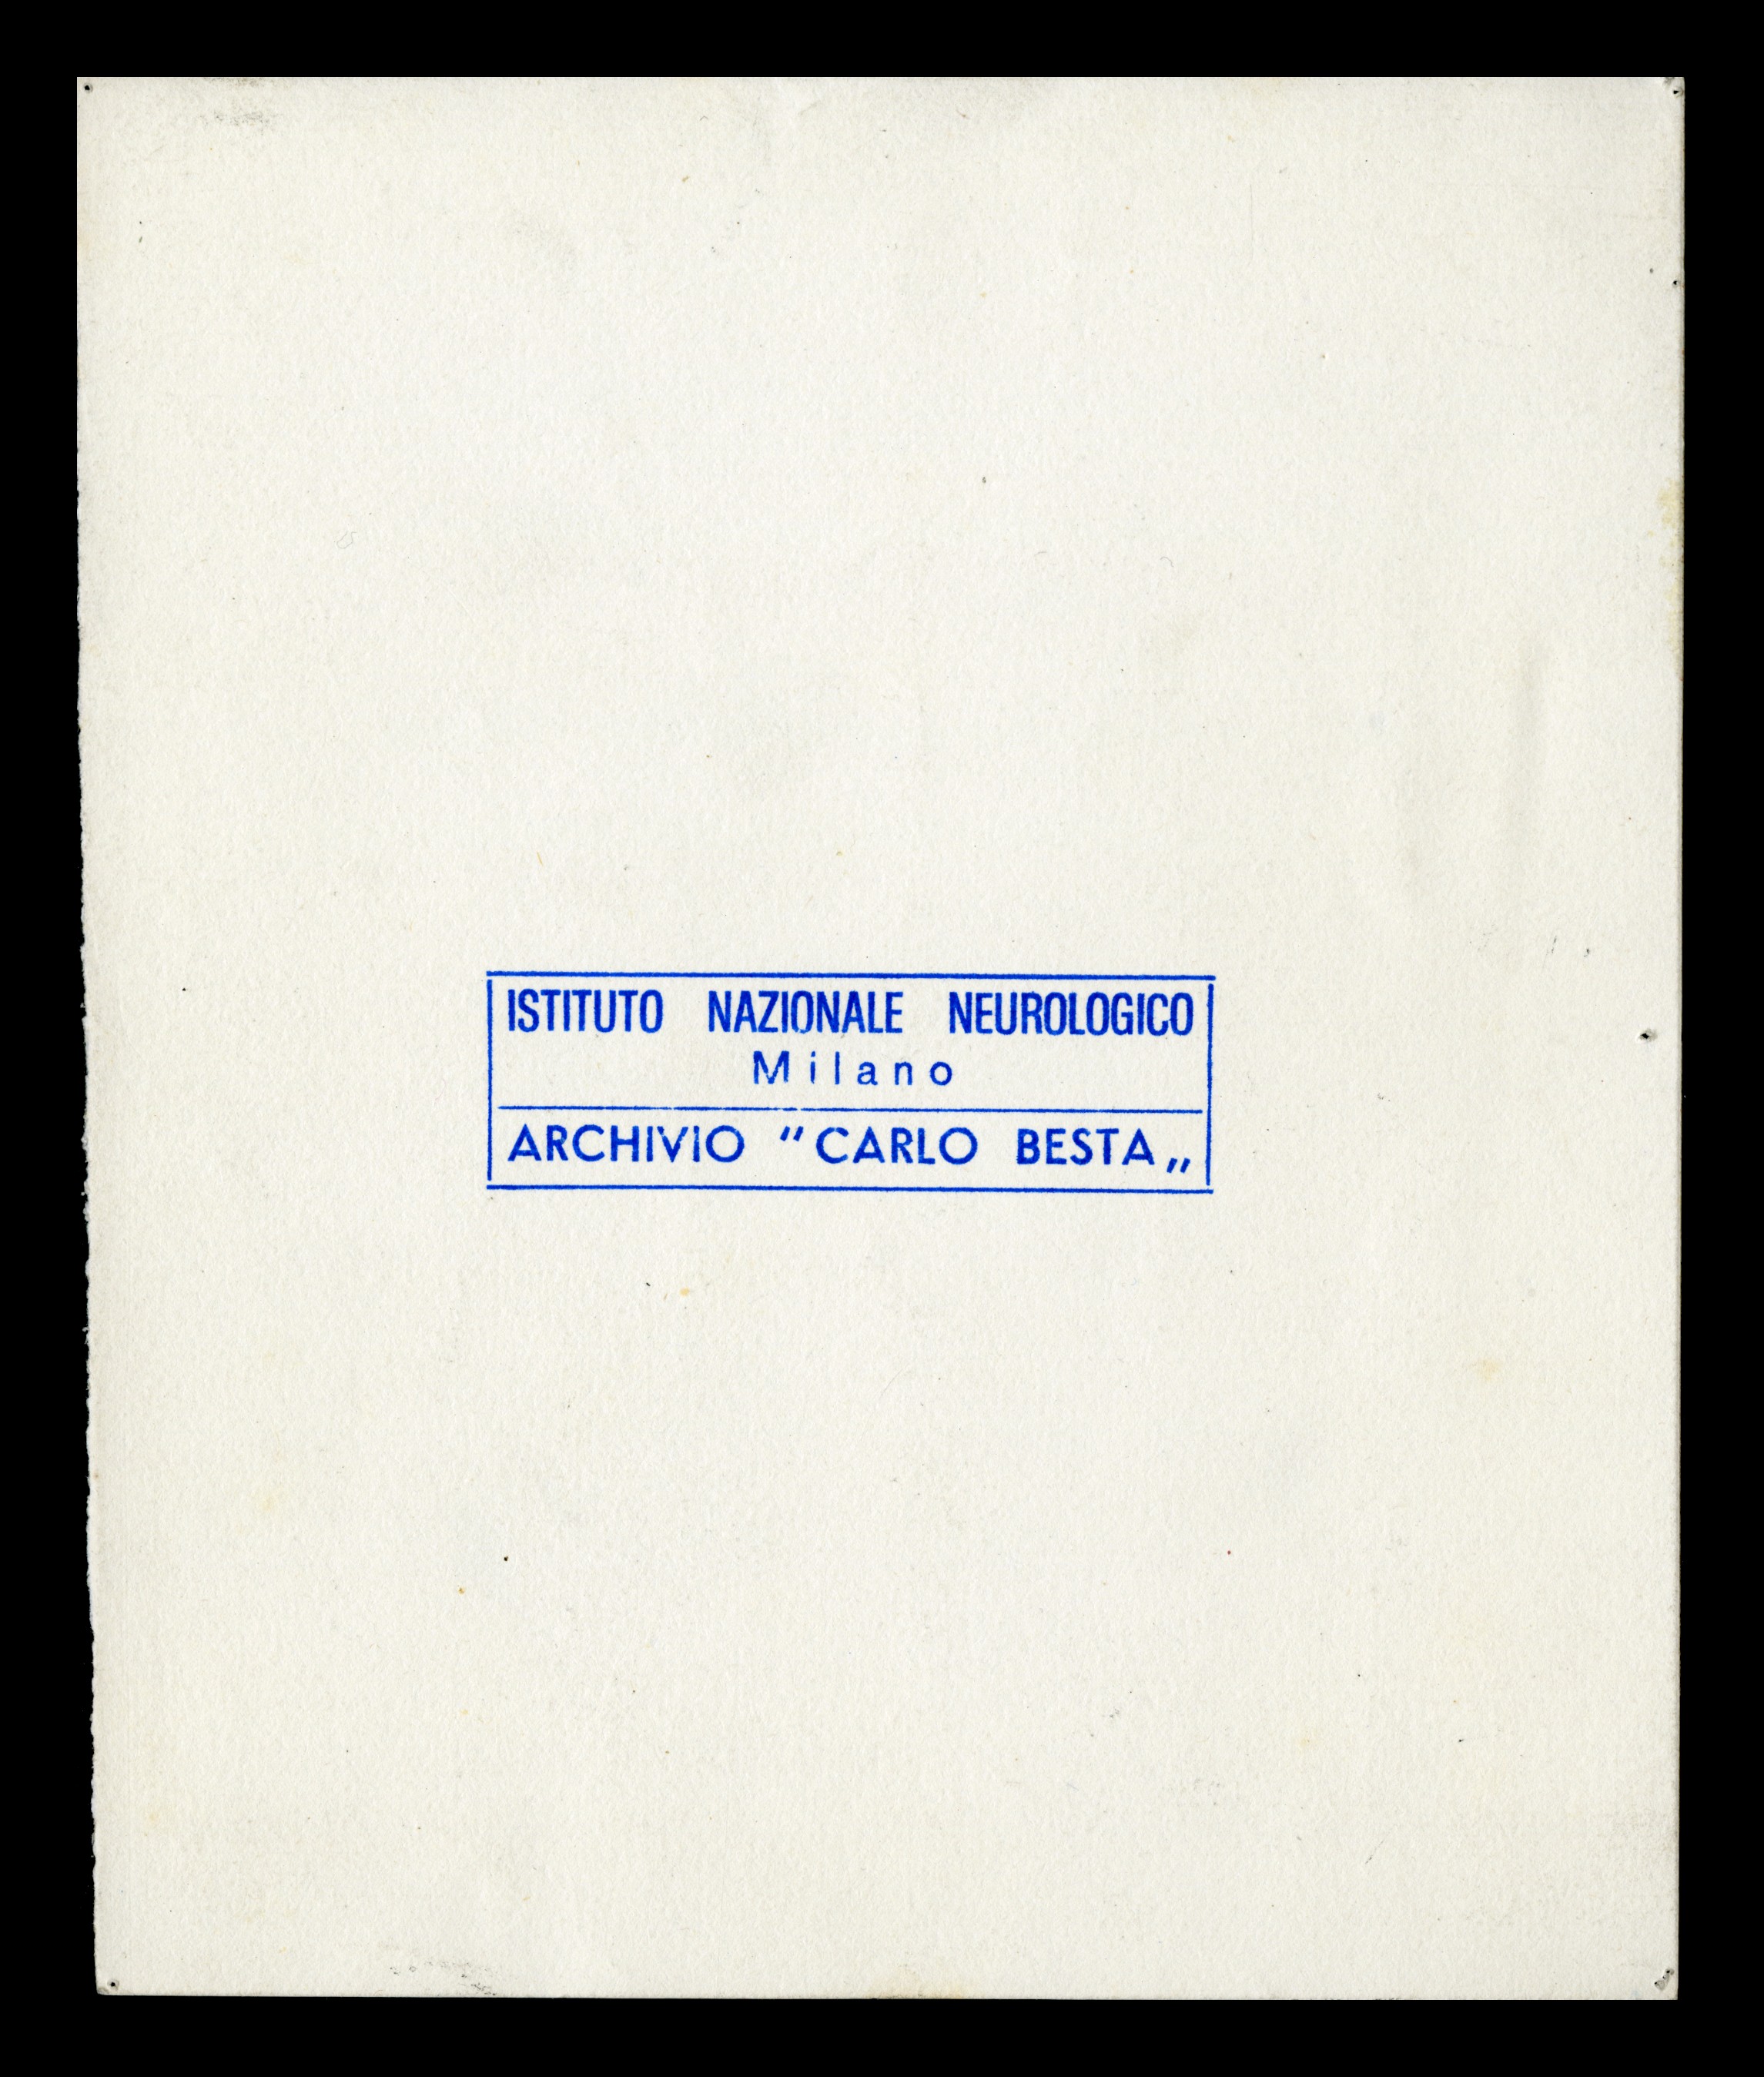 ISTITUTO NAZIONALE NEUROLOGICO
Milano
ARCHIVIO "CARLO BESTA„